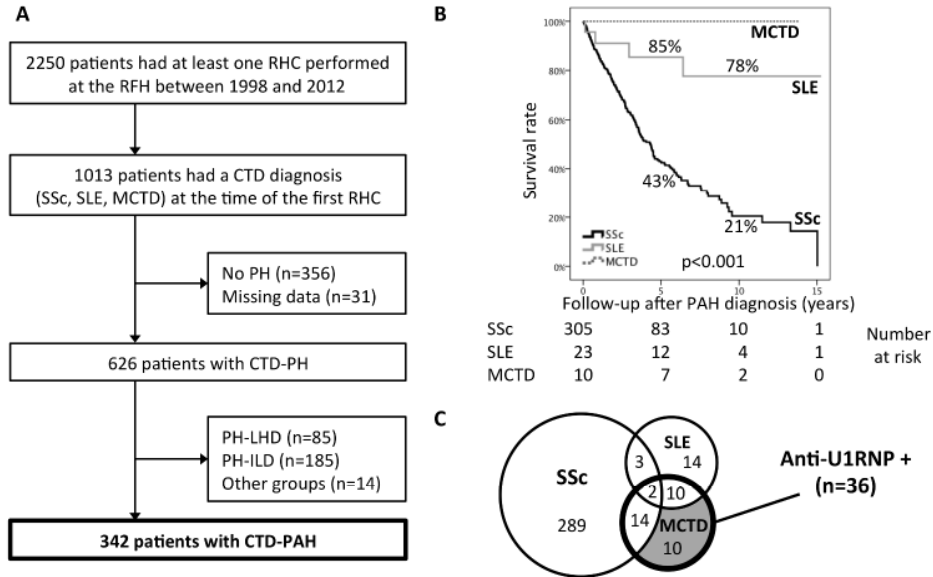 A
2250 patients had at least one RHC performed
at the RFH between 1998 and 2012
1013 patients had a CTD diagnosis
(SSc, SLE, MCTD) at the time of the first RHC
No PH (n=356)
Missing data (n=31)
626 patients with CTD-PH
PH-LHD (n=85)
PH-ILD (n=185)
Other groups (n=14)
342 patients with CTD-PAH
B
Survival rate
100%
80%
60%
40%
20%
0%
MCTD
85%
78%
SLE
43%
21%
SSc
SSc
SLE
MCTD
p<0.001
0 5 10 15
Follow-up after PAH diagnosis (years)
SSc 305 83 10 1
SLE 23 12 4 1
MCTD 10 7 2 0
Number
at risk
C
SSc
289
SLE
3
14
2
10
14
MCTD
10
Anti-U1RNP +
(n=36)